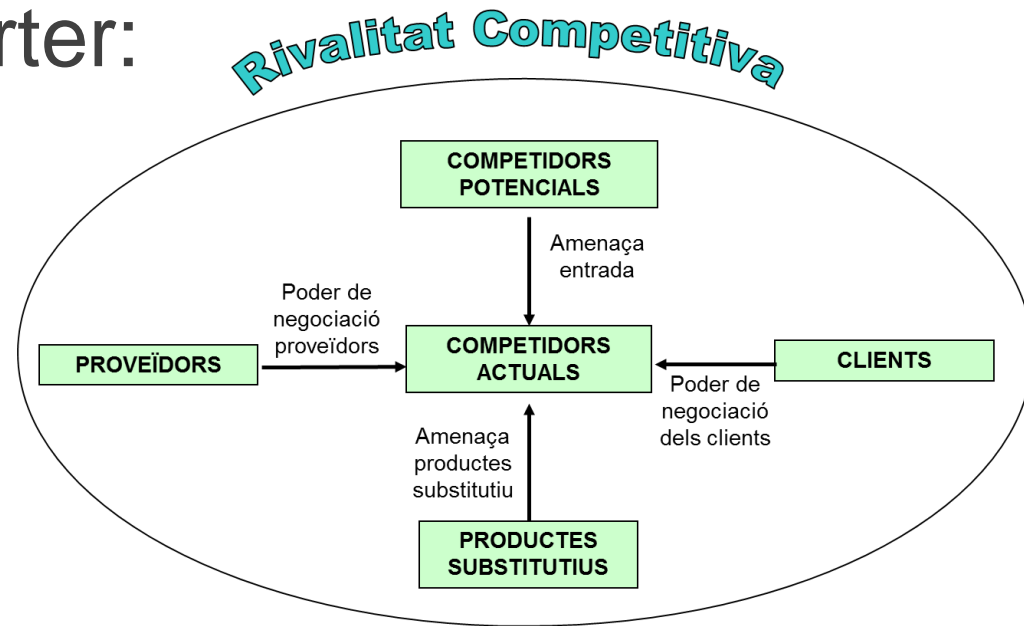 rter:
Rivalitat Competitiva
COMPETIDORS
POTENCIALS
Amenaça
entrada
Poder de
negociació
proveïdors
PROVEÏDORS
COMPETIDORS
ACTUALS
CLIENTS
Poder de
negociació
dels clients
Amenaça
productes
substitutiu
PRODUCTES
SUBSTITUTIUS